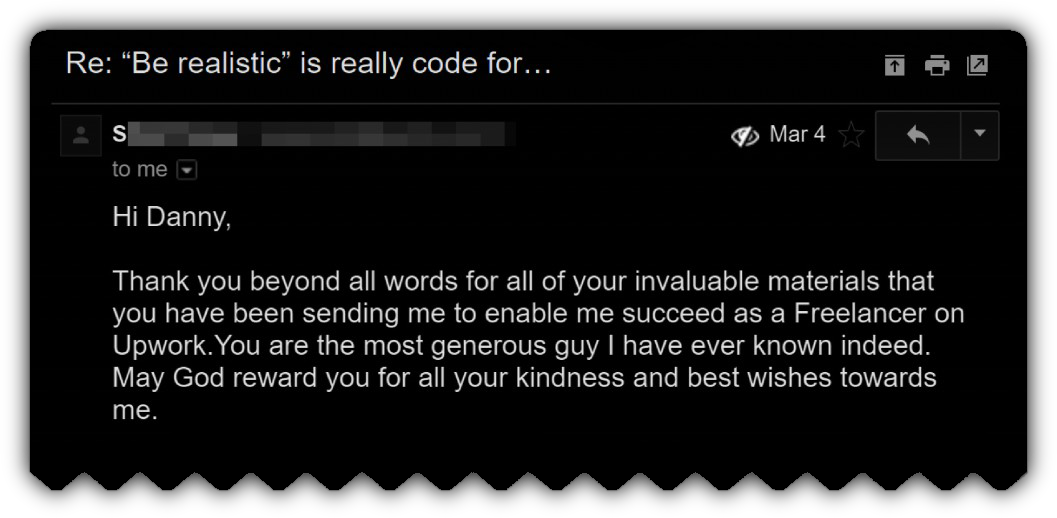 Re: “Be realistic” is really code for…
S
Mar 4
to me
Hi Danny,
Thank you beyond all words for all of your invaluable materials that
you have been sending me to enable me succeed as a Freelancer on
Upwork.You are the most generous guy I have ever known indeed.
May God reward you for all your kindness and best wishes towards
me.